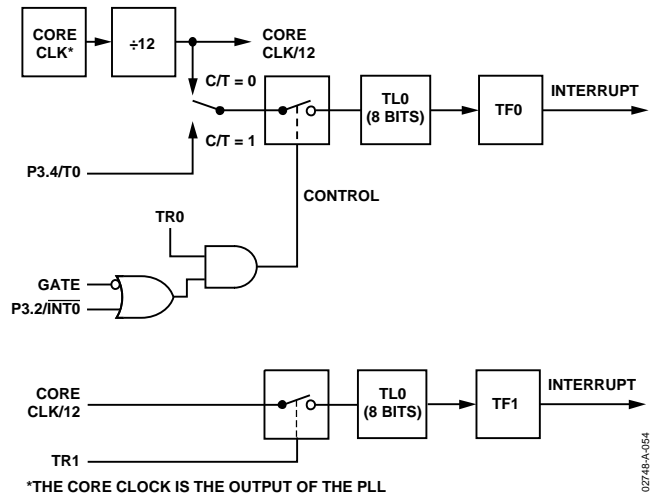 CORE
CLK*
÷12
CORE
CLK/12
C/T = 0
C/T = 1
TL0
(8 BITS)
TF0
INTERRUPT
P3.4/T0
CONTROL
TR0
GATE
P3.2/INT0
CORE
CLK/12
TL0
(8 BITS)
TF1
INTERRUPT
TR1
*THE CORE CLOCK IS THE OUTPUT OF THE PLL
02748-A-054